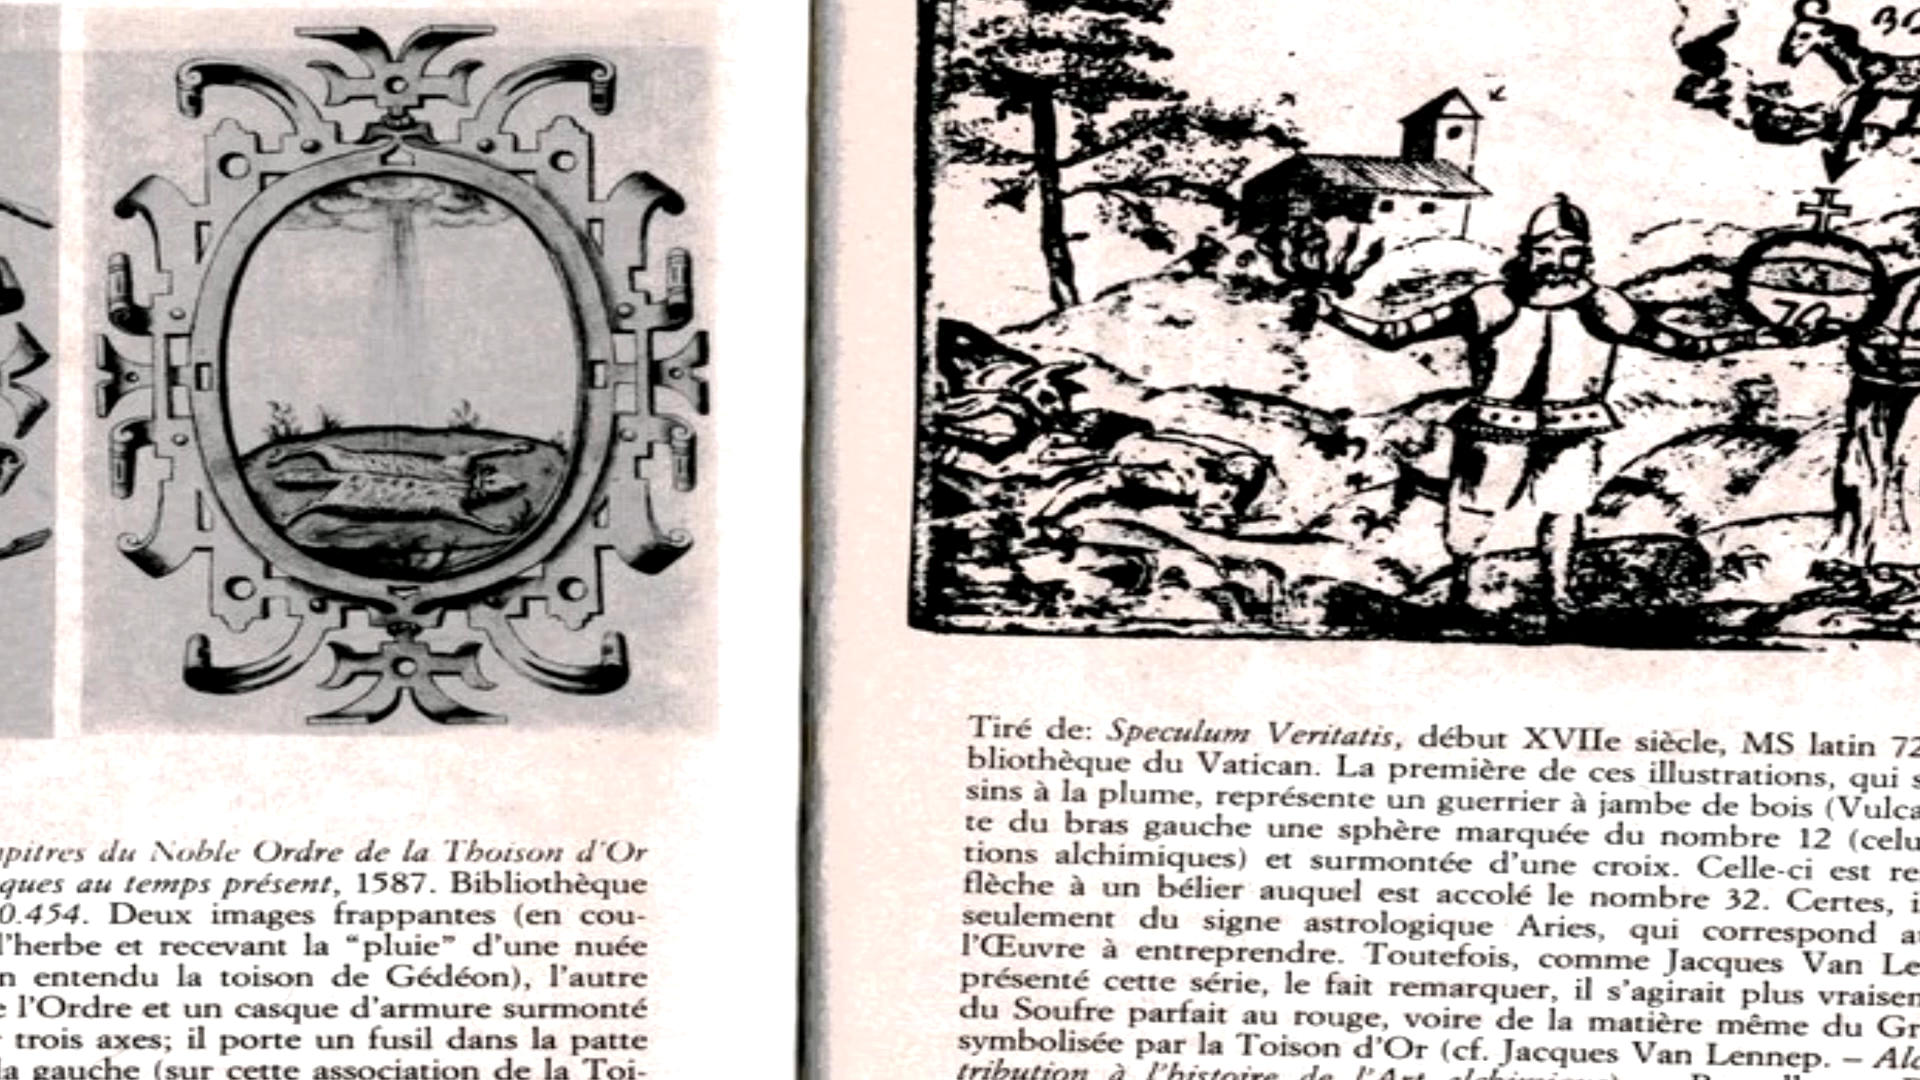 pitres du Noble Ordre de la Thoison d'Or
ques au temps présent, 1587. Bibliothèque
0.454. Deux images frappantes (en cou-
l'herbe et recevant la "pluie" d'une nuée
n entendu la toison de Gédéon), l'autre
e l'Ordre et un casque d'armure surmonté
trois axes; il porte un fusil dans la patte
la gauche (sur cette association de la Toi-
Tiré de: Speculum Veritatis, début XVIIe siècle, MS latin 72
bliothèque du Vatican. La première de ces illustrations, qui s
sins à la plume, représente un guerrier à jambe de bois (Vulca
te du bras gauche une sphère marquée du nombre 12 (celu
tions alchimiques) et surmontée d'une croix. Celle-ci est re
flèche à un bélier auquel est accolé le nombre 32. Certes, i
seulement du signe astrologique Aries, qui correspond a
l'Œuvre à entreprendre. Toutefois, comme Jacques Van Le
présenté cette série, le fait remarquer, il s'agirait plus vraisem
du Soufre parfait au rouge, voire de la matière même du Gr
symbolisée par la Toison d'Or (cf. Jacques Van Lennep. – Alc
tribution à l'histoire de l'Art alchimique)